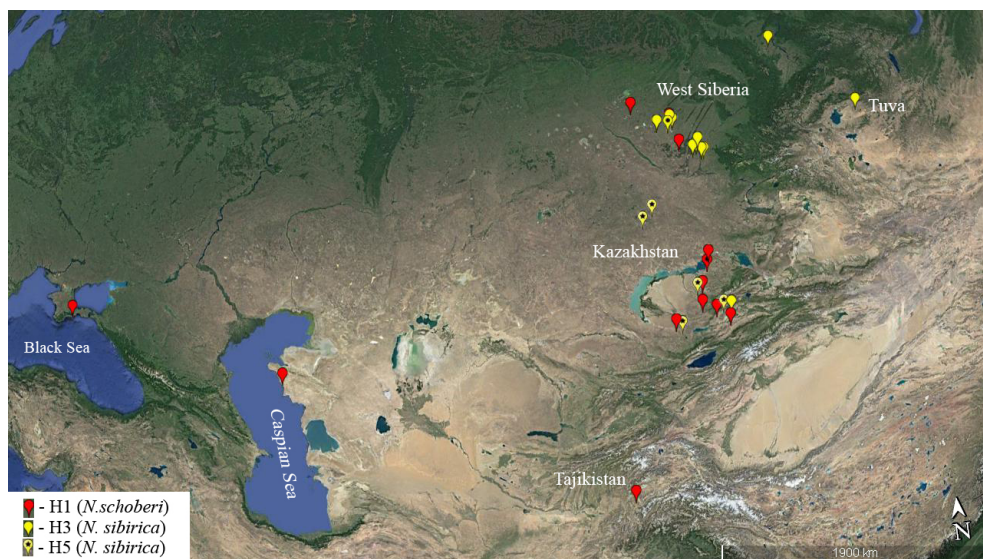 West Siberia
Tuva
Kazakhstan
Black Sea
Caspian Sea
Tajikistan
- H1 (N.schoberi)
- H3 (N. sibirica)
- H5 (N. sibirica)
1900 km
N